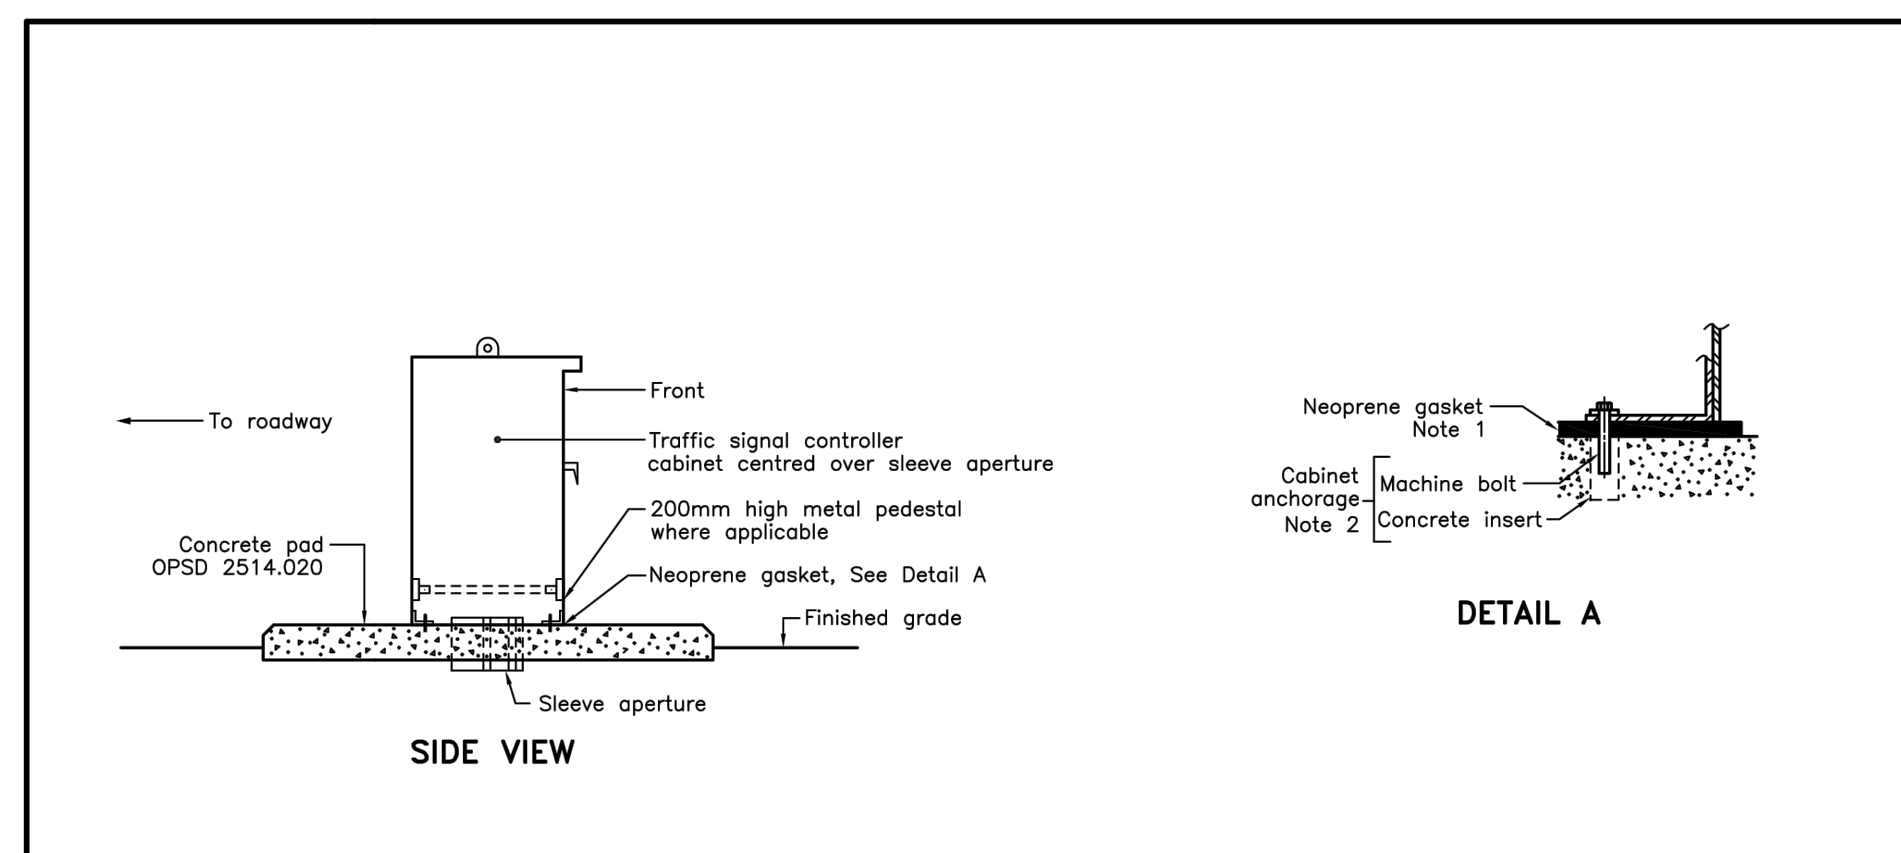 To roadway
Front
Traffic signal controller
cabinet centred over sleeve aperture
200mm high metal pedestal
where applicable
Concrete pad
OPSD 2514.020
Neoprene gasket, See Detail A
Finished grade
Sleeve aperture
SIDE VIEW
Neoprene gasket
Note 1
Cabinet
anchorage
Note 2
Machine bolt
Concrete insert
DETAIL A